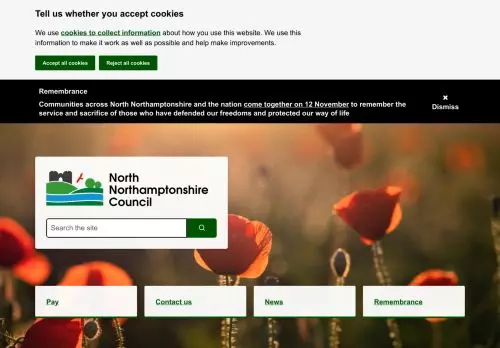 Tell us whether you accept cookies
We use cookies to collect information about how you use this website. We use
this information to make it work as well as possible and help make improvements.
Accept all cookies
Reject all cookies
Remembrance
Communities across North Northamptonshire and the nation come together on 12 November to remember the
service and sacrifice of those who have defended our freedoms and protected our way of life
Dismiss
North
Northamptonshire
Council
Search the site
Pay
Contact us
News
Remembrance